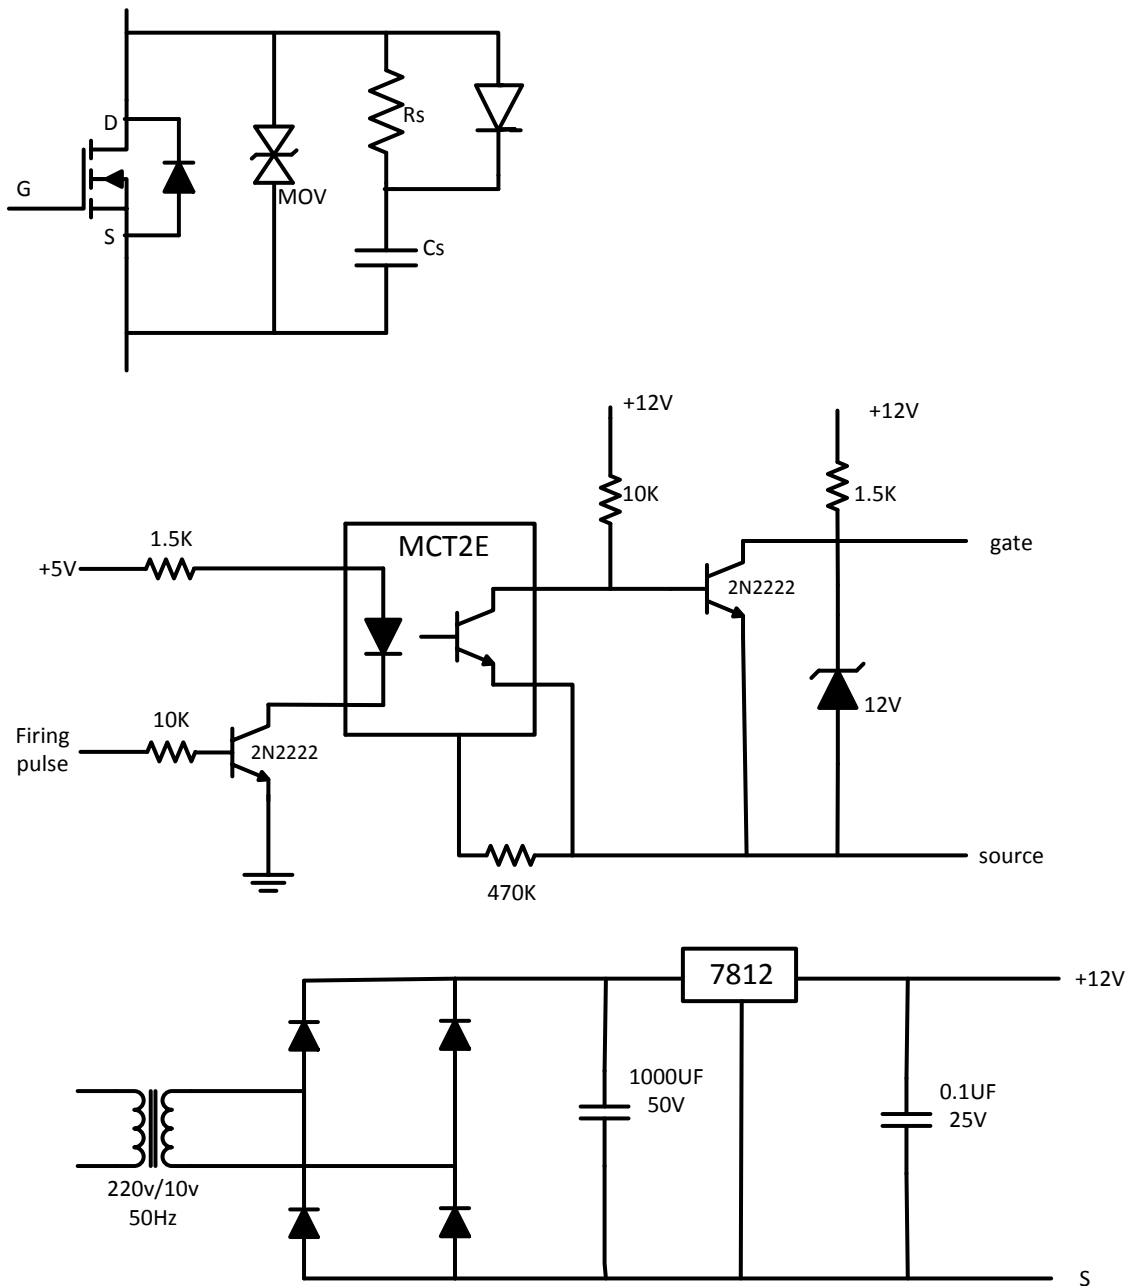 D
Rs
G
MOV
S
Cs
+12V
+12V
10K
1.5K
1.5K
MCT2E
gate
+5V
2N2222
12V
10K
Firing
pulse
2N2222
source
470K
7812
+12V
1000UF
50V
0.1UF
25V
220v/10v
50Hz
S